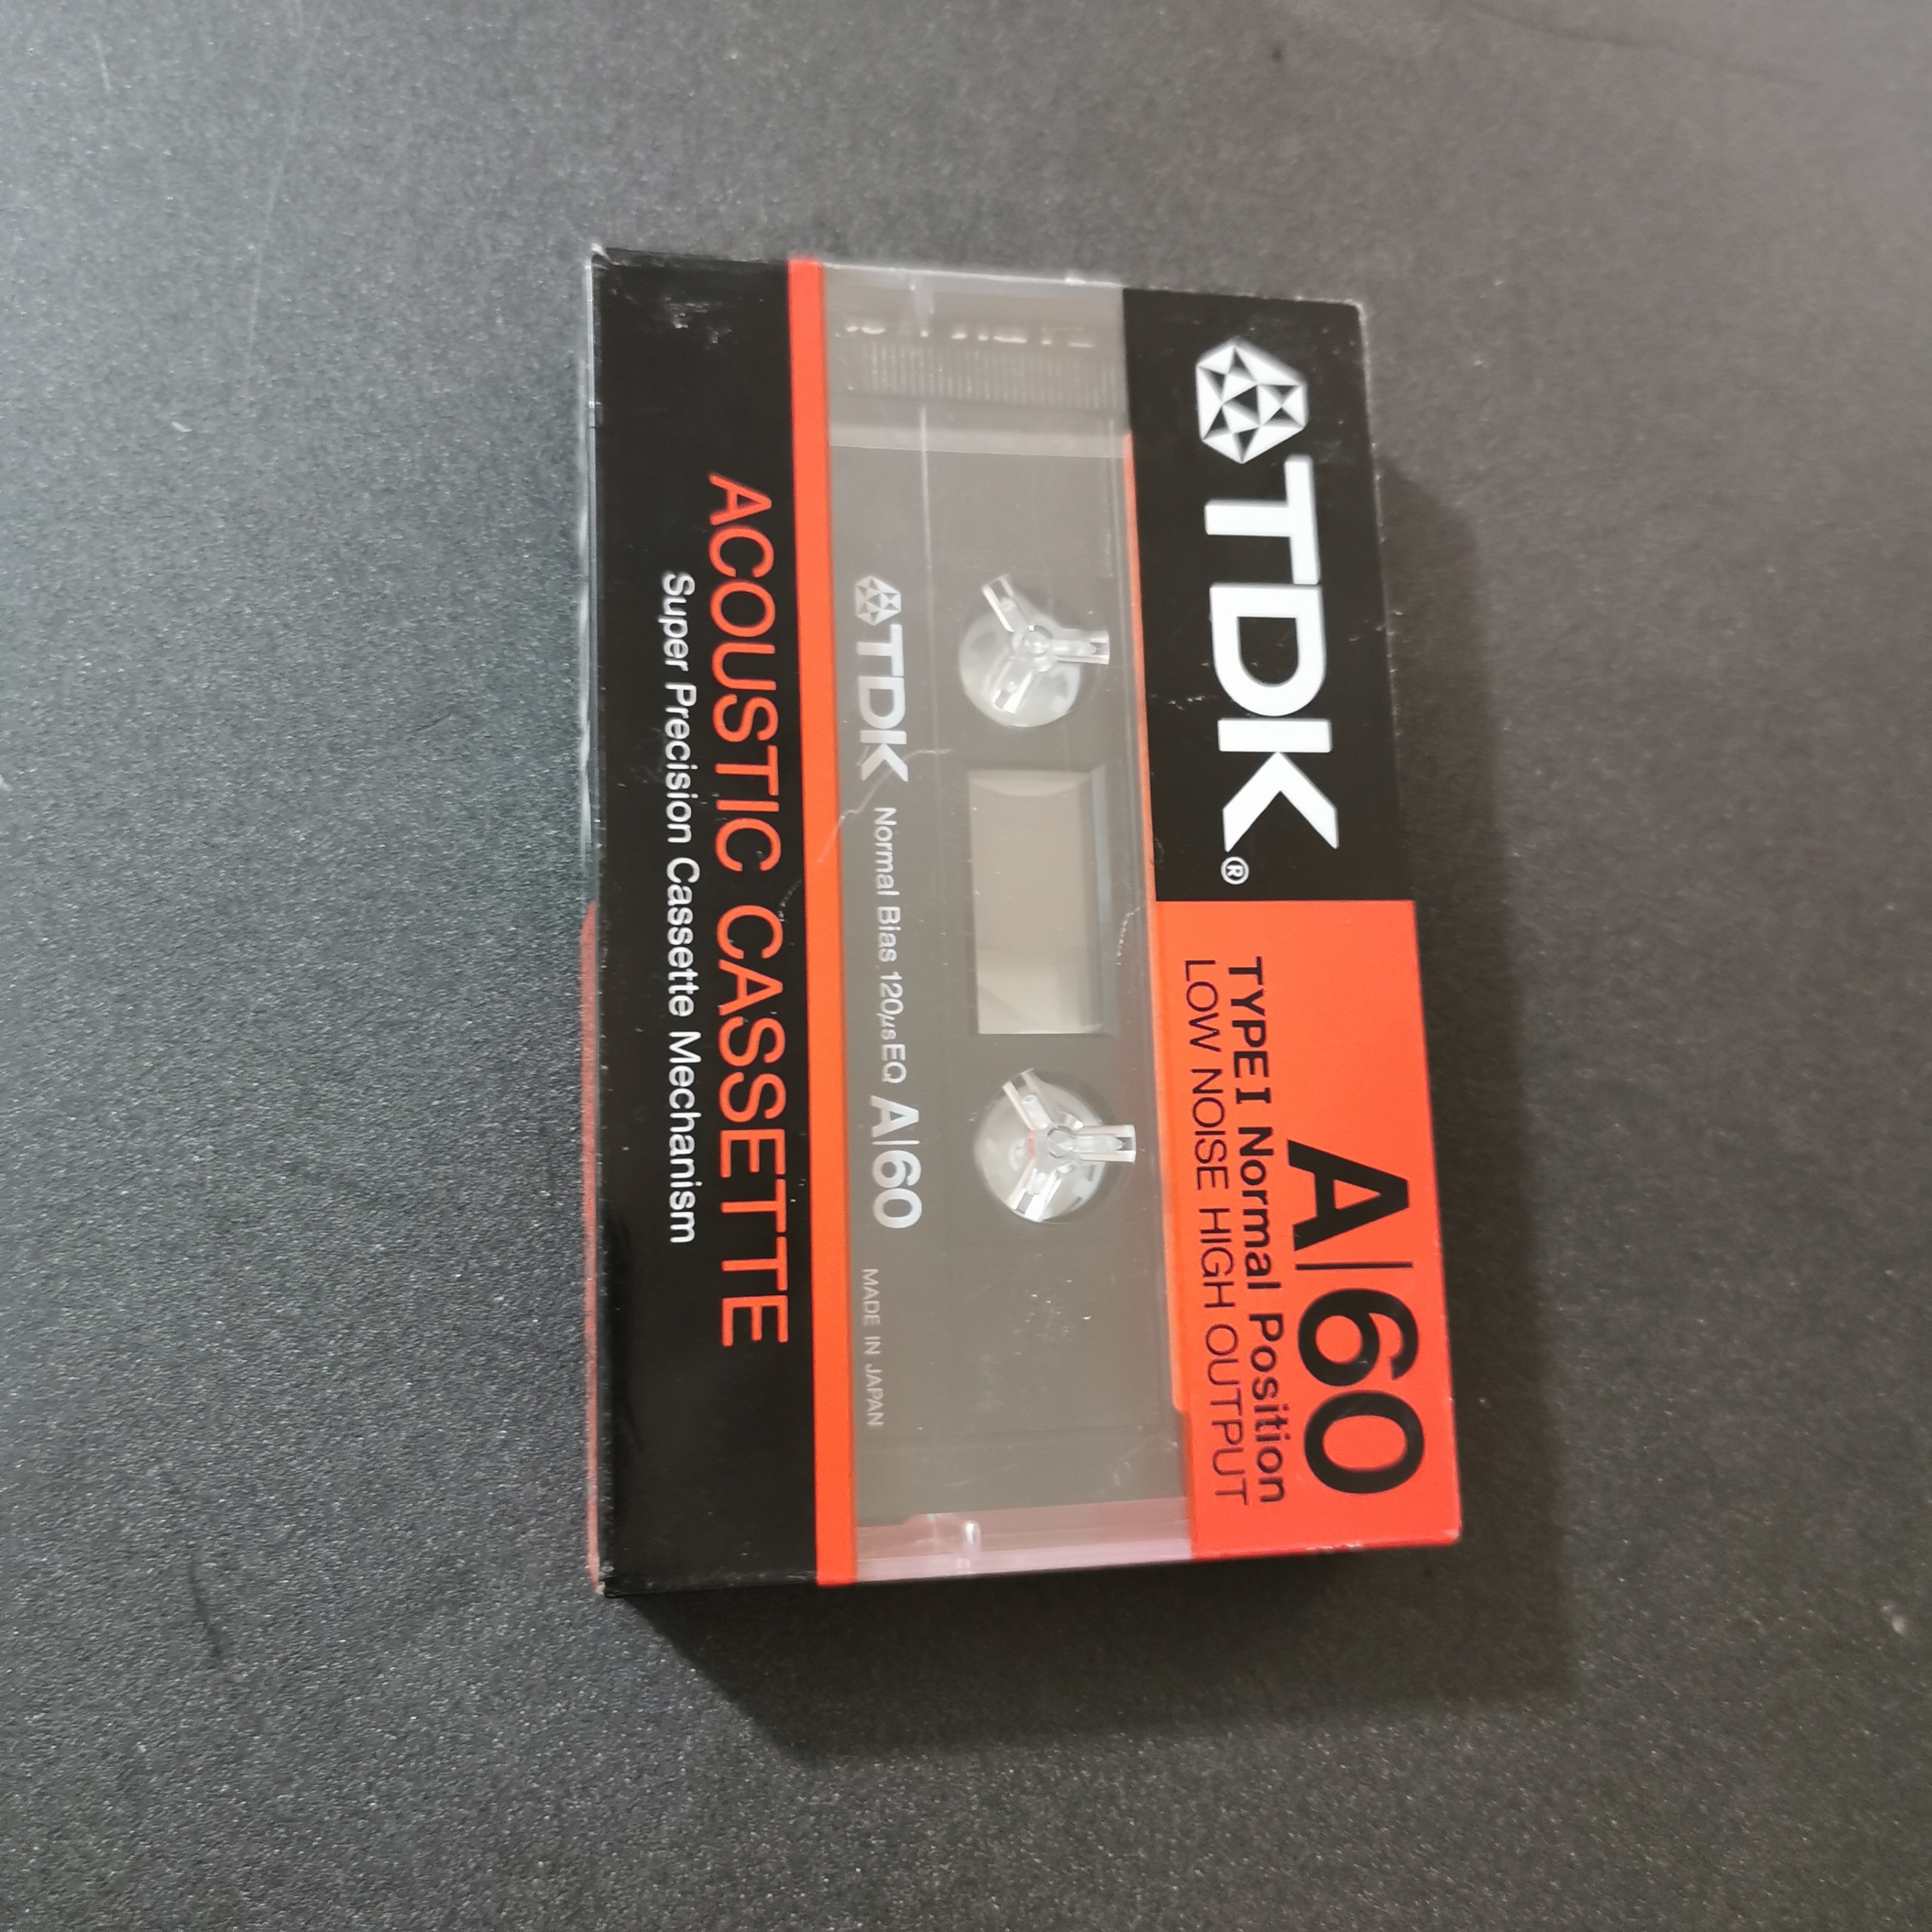 TDK®
A|60
TYPE I Normal Position
LOW NOISE HIGH OUTPUT
TDK Normal Bias 120µs EQ A|60
MADE IN JAPAN
ACOUSTIC CASSETTE
Super Precision Cassette Mechanism